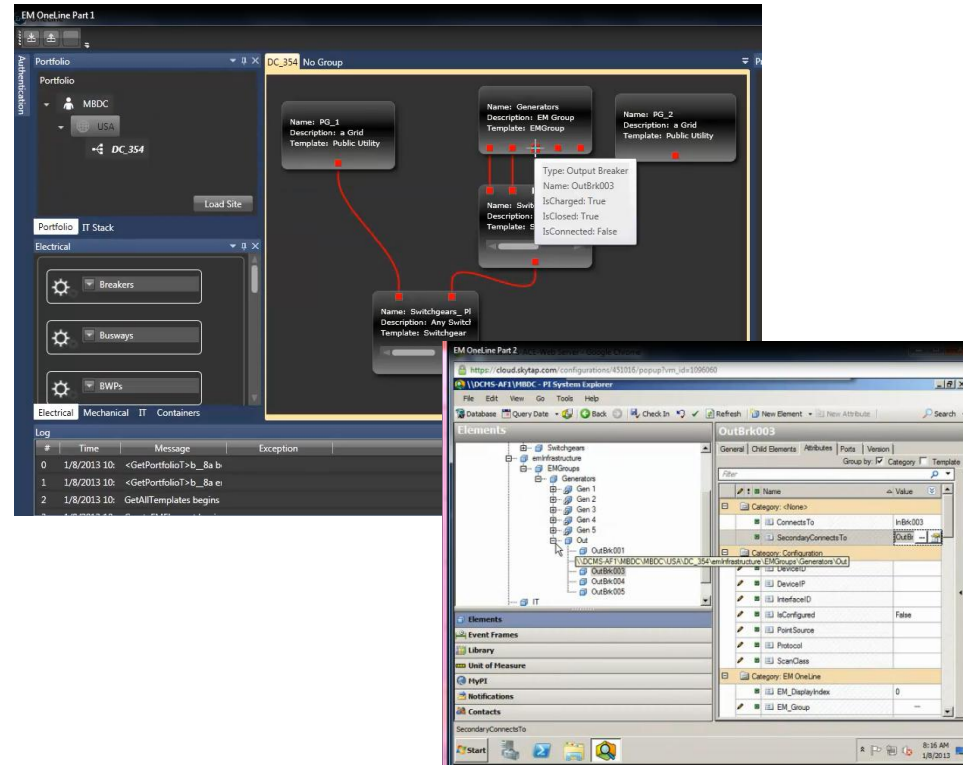 EM OneLine Part 1
Authentication
Portfolio
Portfolio
MBDC
USA
DC_354
Load Site
Portfolio IT Stack
Electrical
Breakers
Busways
BWPs
Electrical Mechanical IT Containers
DC_354 No Group
Name: PG_1
Description: a Grid
Template: Public Utility
Name: Generators
Description: EM Group
Template: EMGroup
Name: PG_2
Description: a Grid
Template: Public Utility
Type: Output Breaker
Name: OutBrk003
IsCharged: True
IsClosed: True
IsConnected: False
Name: Swit
Description:
Template: S
Name: Switchgears_ Pl
Description: Any Switcl
Template: Switchgear
Log
# Time Message Exception
0 1/8/2013 10: <GetPortfolioT>b__8a b
1 1/8/2013 10: <GetPortfolioT>b__8a e
2 1/8/2013 10: GetAllTemplates begins
EM OneLine Part 2
https://cloud.skytap.com/configurations/451016/popup?vm_id=1096060
\\DCMS-AF1\MBDC - PI System Explorer
File Edit View Go Tools Help
Database Query Date Back Check In Refresh New Element New Attribute Search
Elements
Switchgears
emInfrastructure
EMGroups
Generators
Gen 1
Gen 2
Gen 3
Gen 4
Gen 5
Out
OutBrk001
\\DCMS-AF1\MBDC\MBDC\USA\DC_354\emInfrastructure\EMGroups\Generators\Out
OutBrk003
OutBrk004
OutBrk005
IT
Elements
Event Frames
Library
Unit of Measure
MyPI
Notifications
Contacts
OutBrk003
General Child Elements Attributes Ports Version
Group by: Category Template
Filter
Name Value
Category: <None>
ConnectsTo InBrk003
SecondaryConnectsTo OutBr
Category: Configuration
DeviceID
DeviceIP
InterfaceID
IsConfigured False
PointSource
Protocol
ScanClass
Category: EM OneLine
EM_DisplayIndex 0
EM_Group
SecondaryConnectsTo
Start
8:16 AM
1/8/2013